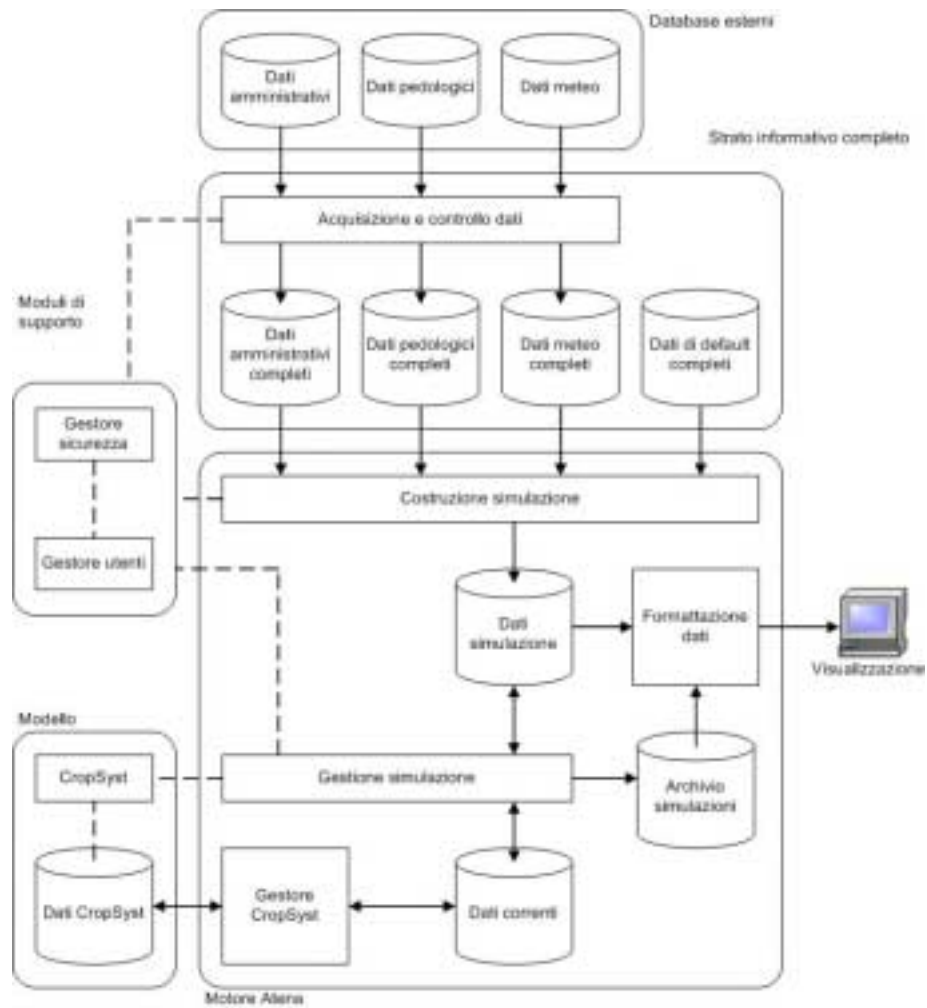 Database esterni
Dati
amministrativi
Dati pedologici
Dati meteo
Strato informativo completo
Acquisizione e controllo dati
Moduli di
supporto
Dati
amministrativi
completi
Dati pedologici
completi
Dati meteo
completi
Dati di default
completi
Gestore
sicurezza
Costruzione simulazione
Gestore utenti
Dati
simulazione
Formattazione
dati
Visualizzazione
Modello
CropSyst
Gestione simulazione
Archivio
simulazioni
Dati CropSyst
Gestore
CropSyst
Dati correnti
Motore Atena